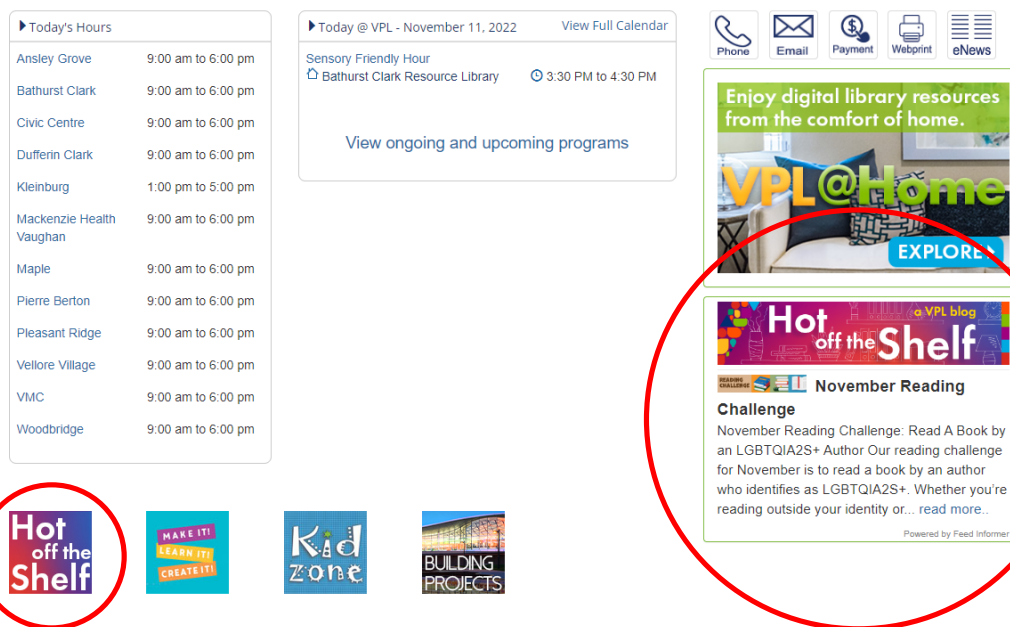 Today's Hours
Ansley Grove 9:00 am to 6:00 pm
Bathurst Clark 9:00 am to 6:00 pm
Civic Centre 9:00 am to 6:00 pm
Dufferin Clark 9:00 am to 6:00 pm
Kleinburg 1:00 pm to 5:00 pm
Mackenzie Health 9:00 am to 6:00 pm
Vaughan
Maple 9:00 am to 6:00 pm
Pierre Berton 9:00 am to 6:00 pm
Pleasant Ridge 9:00 am to 6:00 pm
Vellore Village 9:00 am to 6:00 pm
VMC 9:00 am to 6:00 pm
Woodbridge 9:00 am to 6:00 pm
Today @ VPL - November 11, 2022 View Full Calendar
Sensory Friendly Hour
Bathurst Clark Resource Library 3:30 PM to 4:30 PM
View ongoing and upcoming programs
Phone Email Payment Webprint eNews
Enjoy digital library resources
from the comfort of home.
VPL@Home
EXPLORE
a VPL blog
Hot
off the Shelf
READING
CHALLENGE
November Reading
Challenge
November Reading Challenge: Read A Book by
an LGBTQIA2S+ Author Our reading challenge
for November is to read a book by an author
who identifies as LGBTQIA2S+. Whether you're
reading outside your identity or... read more..
Powered by Feed Informer
Hot
off the
Shelf
MAKE IT!
LEARN IT!
CREATE IT!
Kid
zone
BUILDING
PROJECTS